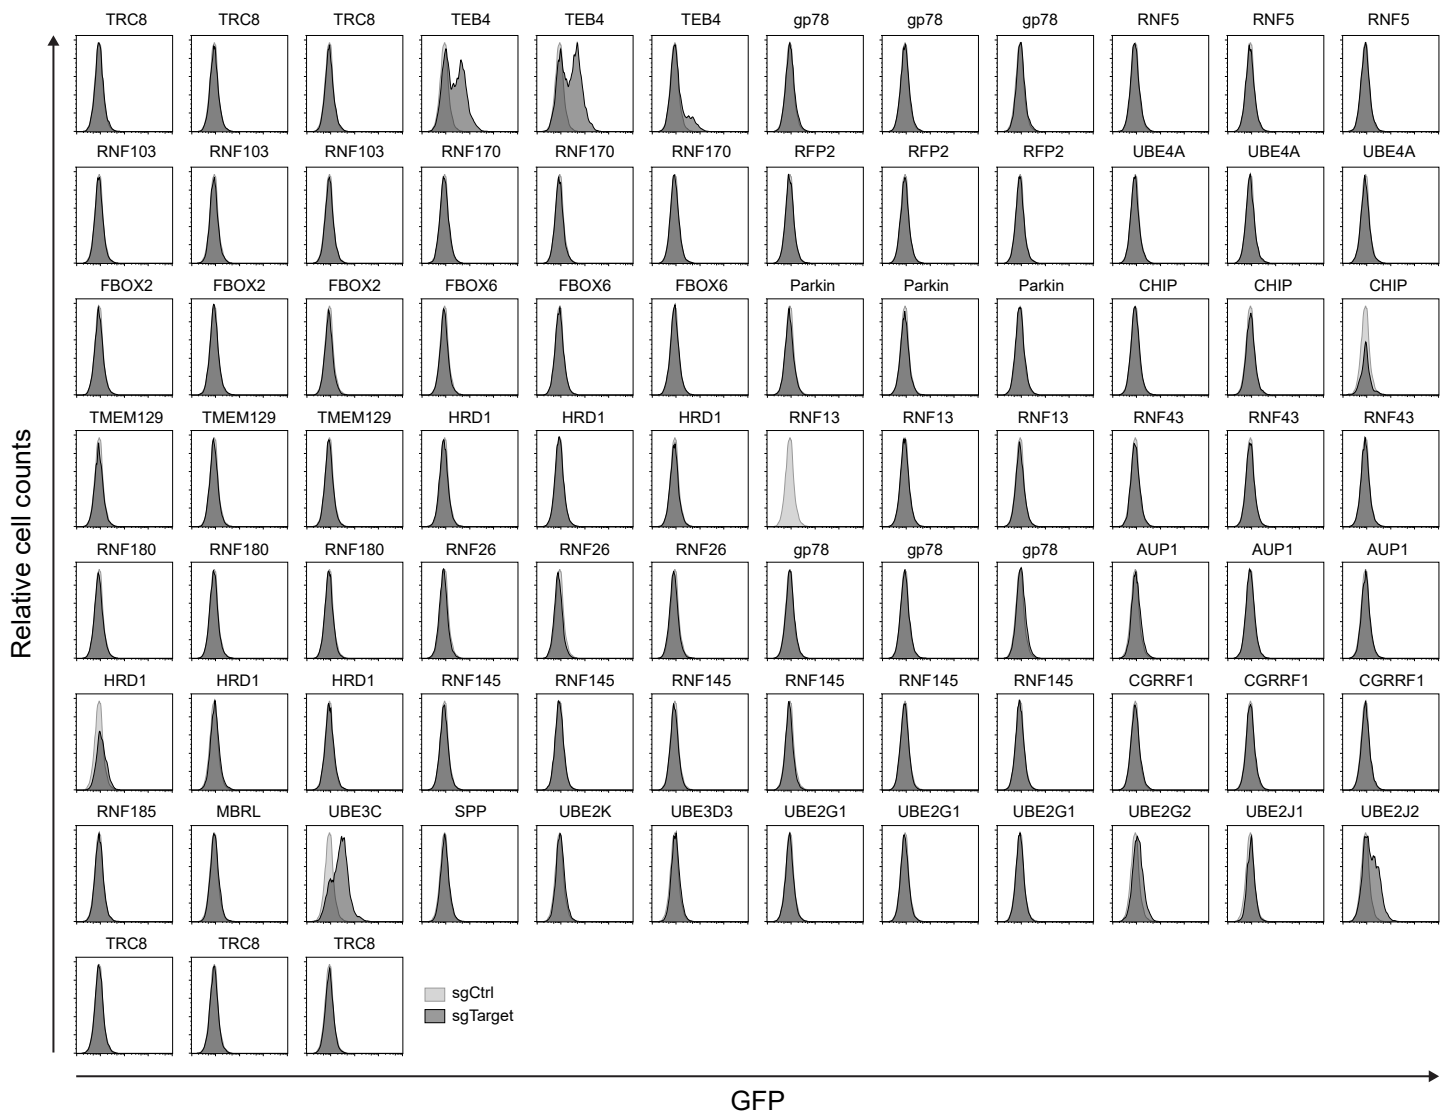 TRC8 TRC8 TRC8 TEB4 TEB4 TEB4 gp78 gp78 gp78 RNF5 RNF5 RNF5
RNF103 RNF103 RNF103 RNF170 RNF170 RNF170 RFP2 RFP2 RFP2 UBE4A UBE4A UBE4A
FBOX2 FBOX2 FBOX2 FBOX6 FBOX6 FBOX6 Parkin Parkin Parkin CHIP CHIP CHIP
TMEM129 TMEM129 TMEM129 HRD1 HRD1 HRD1 RNF13 RNF13 RNF13 RNF43 RNF43 RNF43
RNF180 RNF180 RNF180 RNF26 RNF26 RNF26 gp78 gp78 gp78 AUP1 AUP1 AUP1
HRD1 HRD1 HRD1 RNF145 RNF145 RNF145 RNF145 RNF145 RNF145 CGRRF1 CGRRF1 CGRRF1
RNF185 MBRL UBE3C SPP UBE2K UBE3D3 UBE2G1 UBE2G1 UBE2G1 UBE2G2 UBE2J1 UBE2J2
TRC8 TRC8 TRC8
sgCtrl
sgTarget
Relative cell counts
GFP